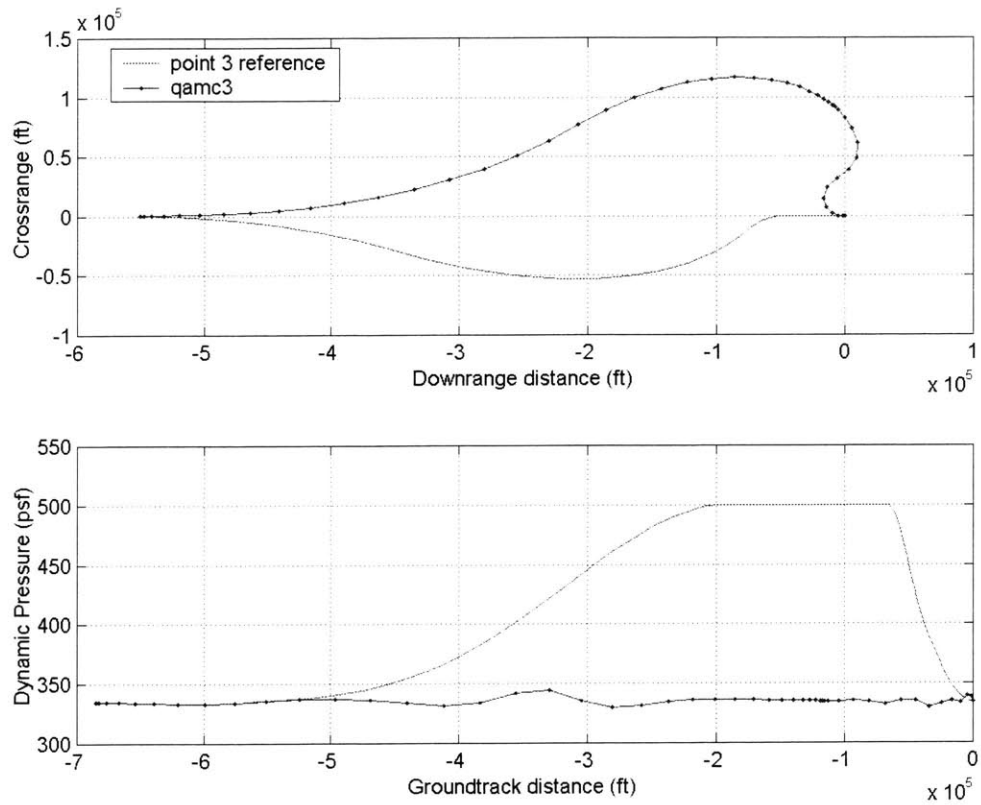 x 10^5
1.5
1
0.5
0
-0.5
-1
Crossrange (ft)
point 3 reference
qamc3
-6 -5 -4 -3 -2 -1 0 1
Downrange distance (ft)
x 10^5
550
500
450
400
350
300
Dynamic Pressure (psf)
-7 -6 -5 -4 -3 -2 -1 0
Groundtrack distance (ft)
x 10^5